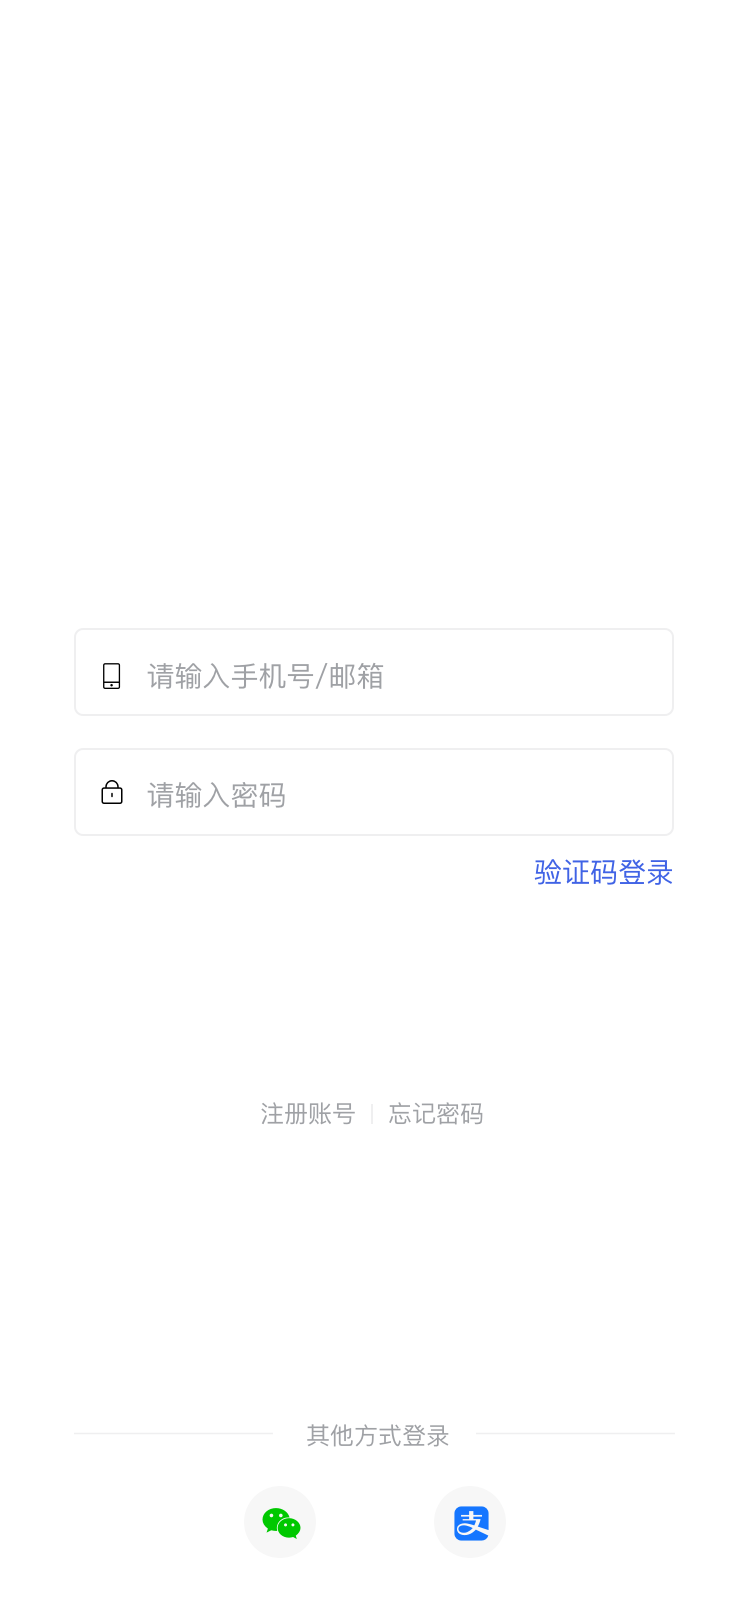 请输入手机号/邮箱
请输入密码
验证码登录
注册账号 忘记密码
其他方式登录
支